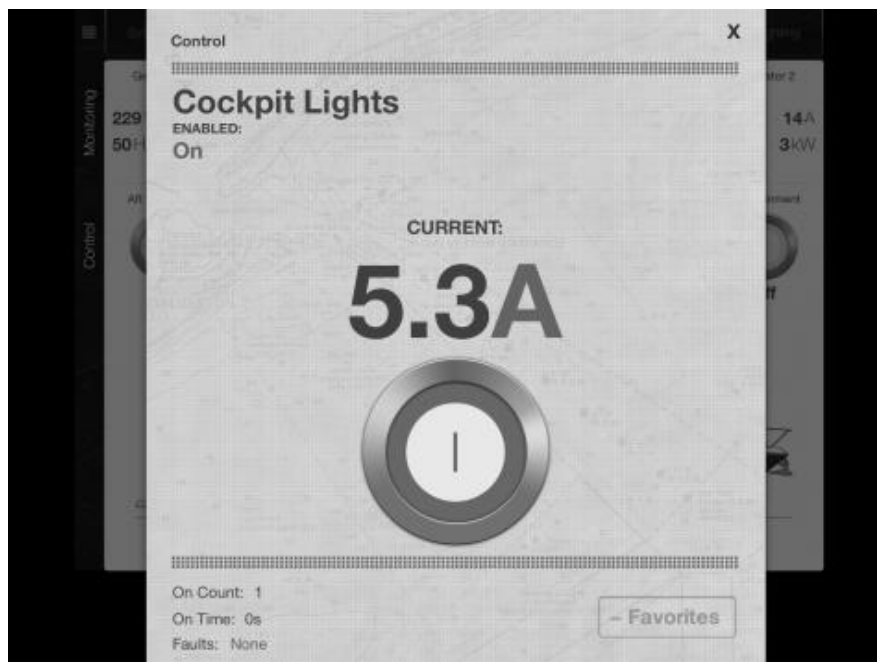 Control
X
Cockpit Lights
ENABLED:
On
CURRENT:
5.3A
On Count: 1
On Time: 0s
Faults: None
– Favorites
Monitoring
Control
229
50H
14A
3kW